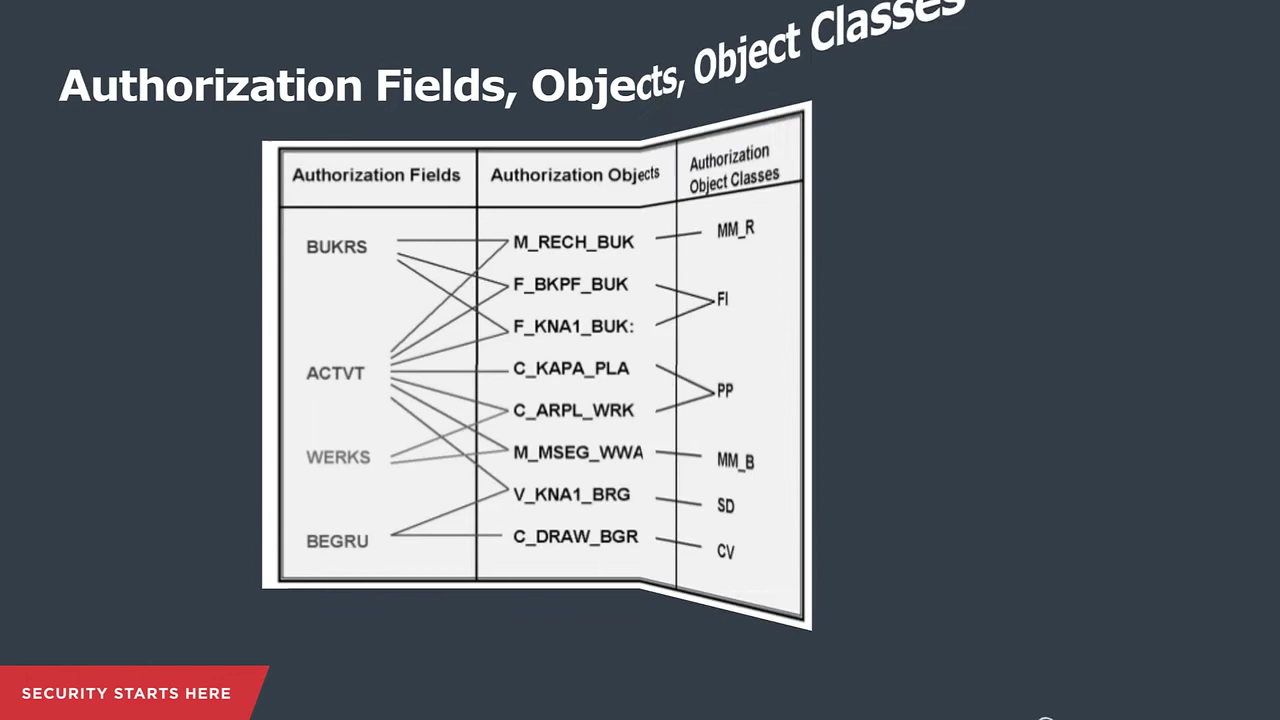 Authorization Fields, Objects, Object Classes
Authorization Fields
Authorization Objects
Authorization
Object Classes
BUKRS
ACTVT
WERKS
BEGRU
M_RECH_BUK
F_BKPF_BUK
F_KNA1_BUK:
C_KAPA_PLA
C_ARPL_WRK
M_MSEG_WWA
V_KNA1_BRG
C_DRAW_BGR
MM_R
FI
PP
MM_B
SD
CV
SECURITY STARTS HERE